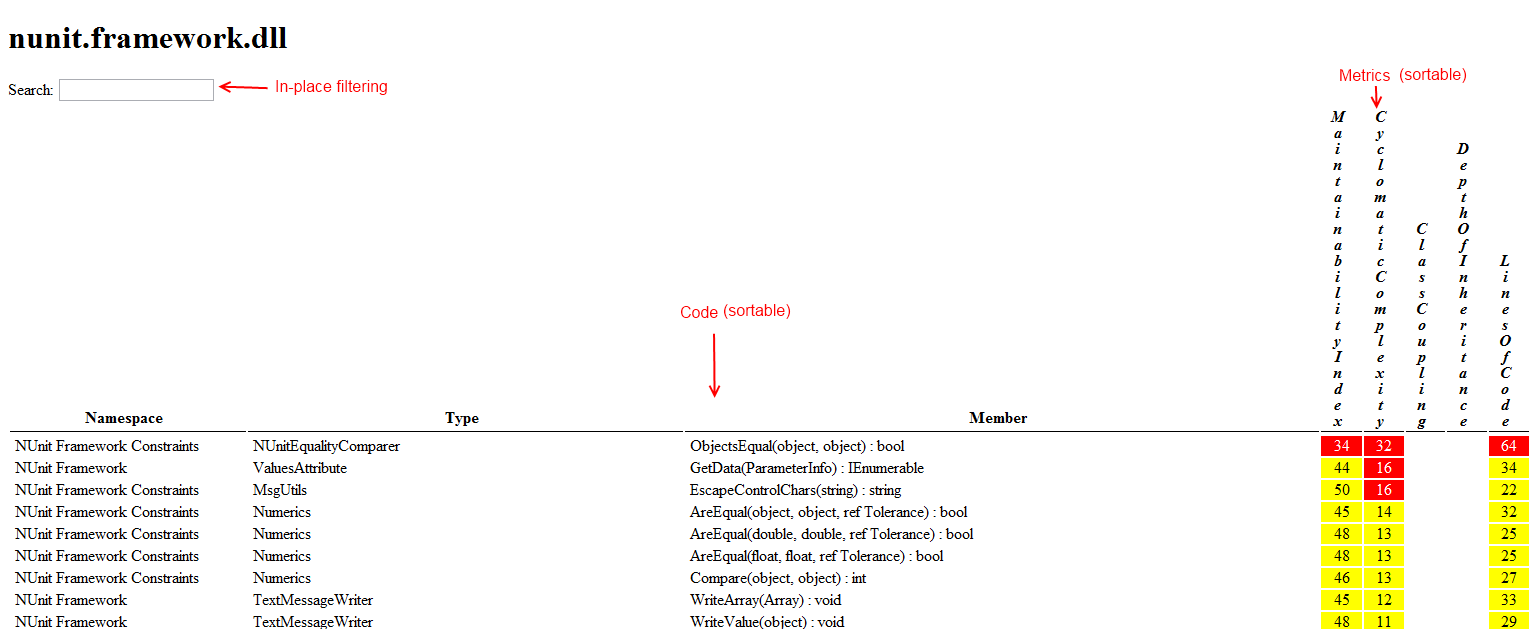 nunit.framework.dll
Search: In-place filtering
Metrics (sortable)
Code (sortable)
Namespace Type Member MaintainabilityIndex CyclomaticComplexity ClassCoupling DepthOfInheritance LinesOfCode
NUnit Framework Constraints NUnitEqualityComparer ObjectsEqual(object, object) : bool 34 32 64
NUnit Framework ValuesAttribute GetData(ParameterInfo) : IEnumerable 44 16 34
NUnit Framework Constraints MsgUtils EscapeControlChars(string) : string 50 16 22
NUnit Framework Constraints Numerics AreEqual(object, object, ref Tolerance) : bool 45 14 32
NUnit Framework Constraints Numerics AreEqual(double, double, ref Tolerance) : bool 48 13 25
NUnit Framework Constraints Numerics AreEqual(float, float, ref Tolerance) : bool 48 13 25
NUnit Framework Constraints Numerics Compare(object, object) : int 46 13 27
NUnit Framework TextMessageWriter WriteArray(Array) : void 45 12 33
NUnit Framework TextMessageWriter WriteValue(object) : void 48 11 29